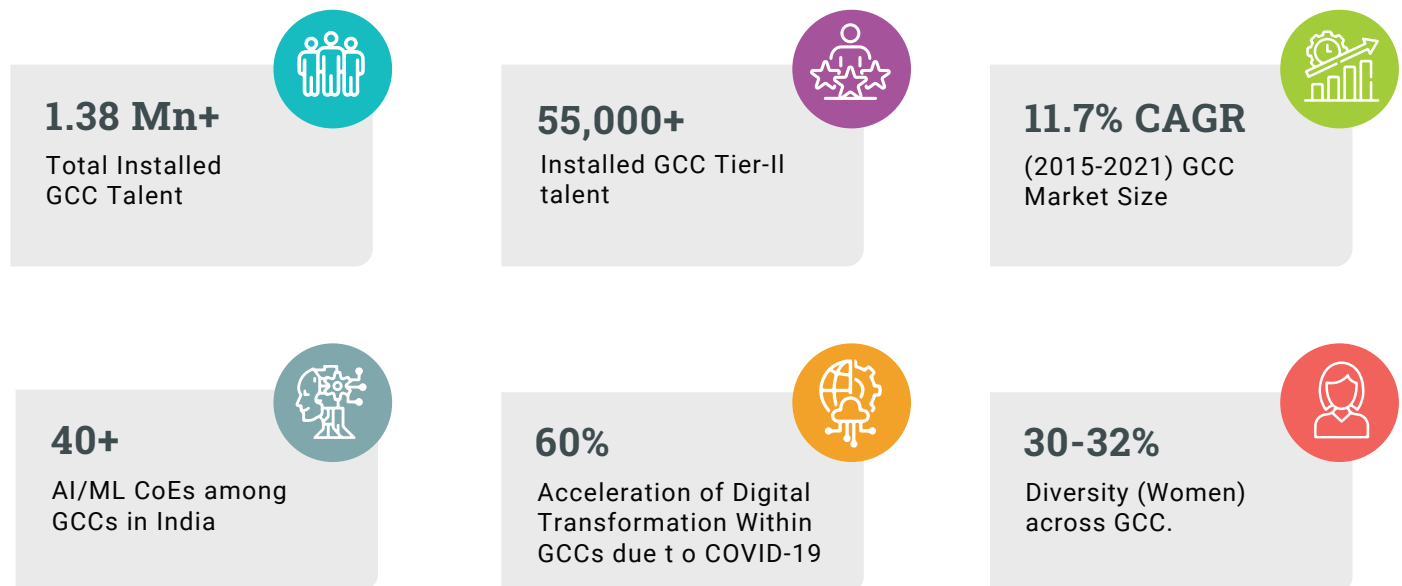 1.38 Mn+
Total Installed
GCC Talent
55,000+
Installed GCC Tier-Il
talent
11.7% CAGR
(2015-2021) GCC
Market Size
40+
AI/ML CoEs among
GCCs in India
60%
Acceleration of Digital
Transformation Within
GCCs due t o COVID-19
30-32%
Diversity (Women)
across GCC.